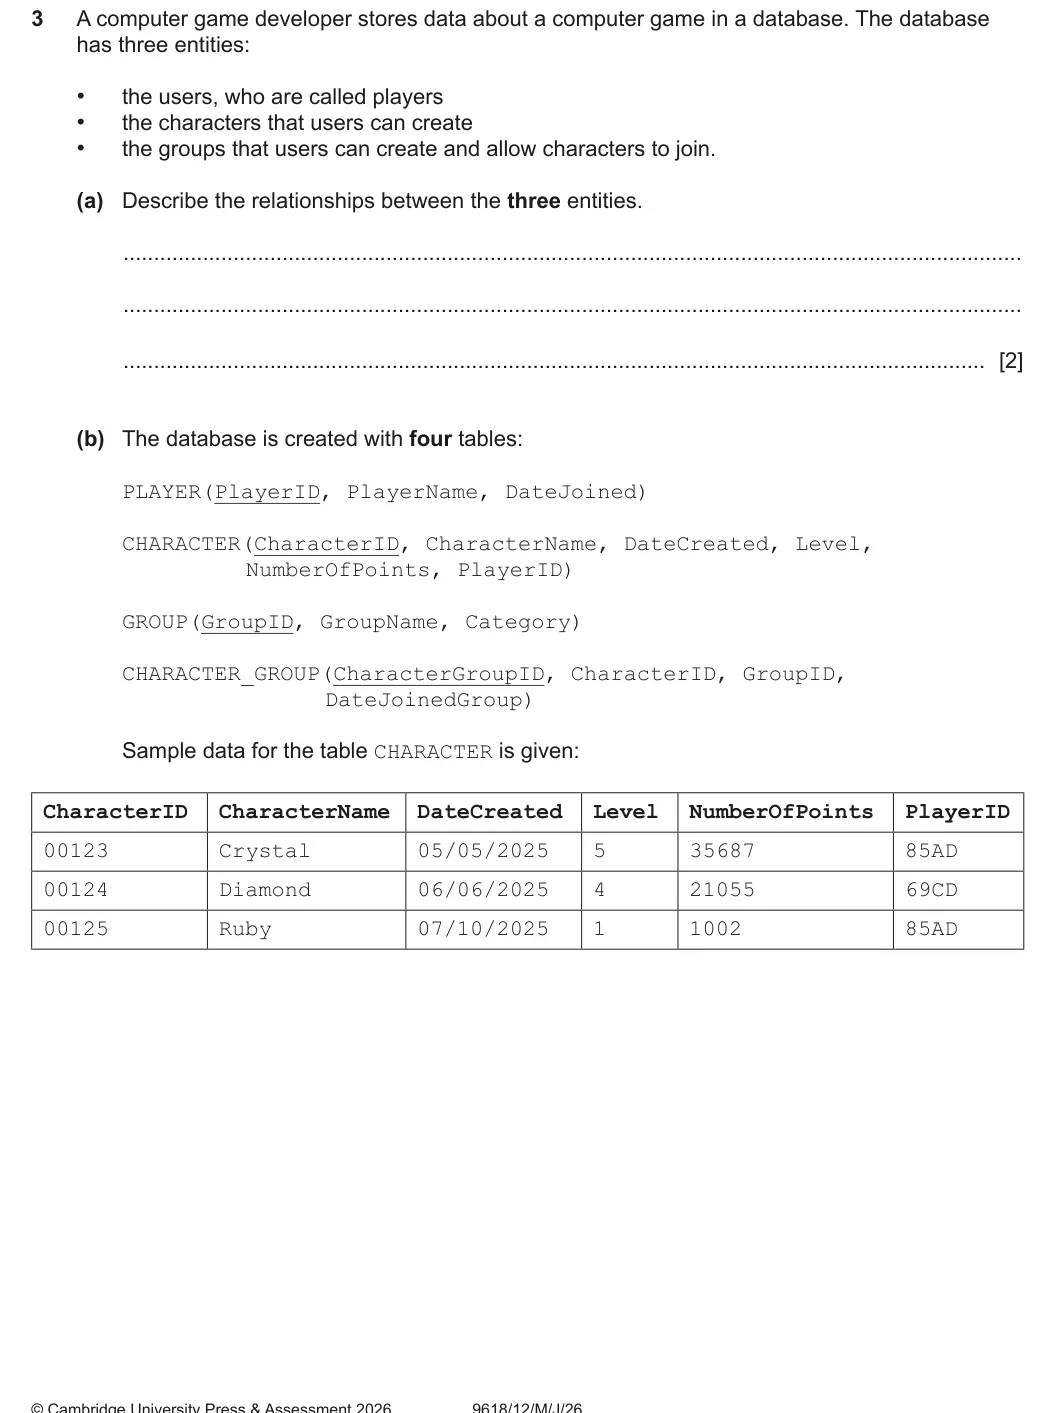 3 A computer game developer stores data about a computer game in a database. The database
has three entities:
• the users, who are called players
• the characters that users can create
• the groups that users can create and allow characters to join.
(a) Describe the relationships between the three entities.
..........................................................................................................................................
..........................................................................................................................................
.................................................................................................................................... [2]
(b) The database is created with four tables:
PLAYER(PlayerID, PlayerName, DateJoined)
CHARACTER(CharacterID, CharacterName, DateCreated, Level,
NumberOfPoints, PlayerID)
GROUP(GroupID, GroupName, Category)
CHARACTER_GROUP(CharacterGroupID, CharacterID, GroupID,
DateJoinedGroup)
Sample data for the table CHARACTER is given:
CharacterID CharacterName DateCreated Level NumberOfPoints PlayerID
00123 Crystal 05/05/2025 5 35687 85AD
00124 Diamond 06/06/2025 4 21055 69CD
00125 Ruby 07/10/2025 1 1002 85AD
© Cambridge University Press & Assessment 2026 9618/12/M/J/26